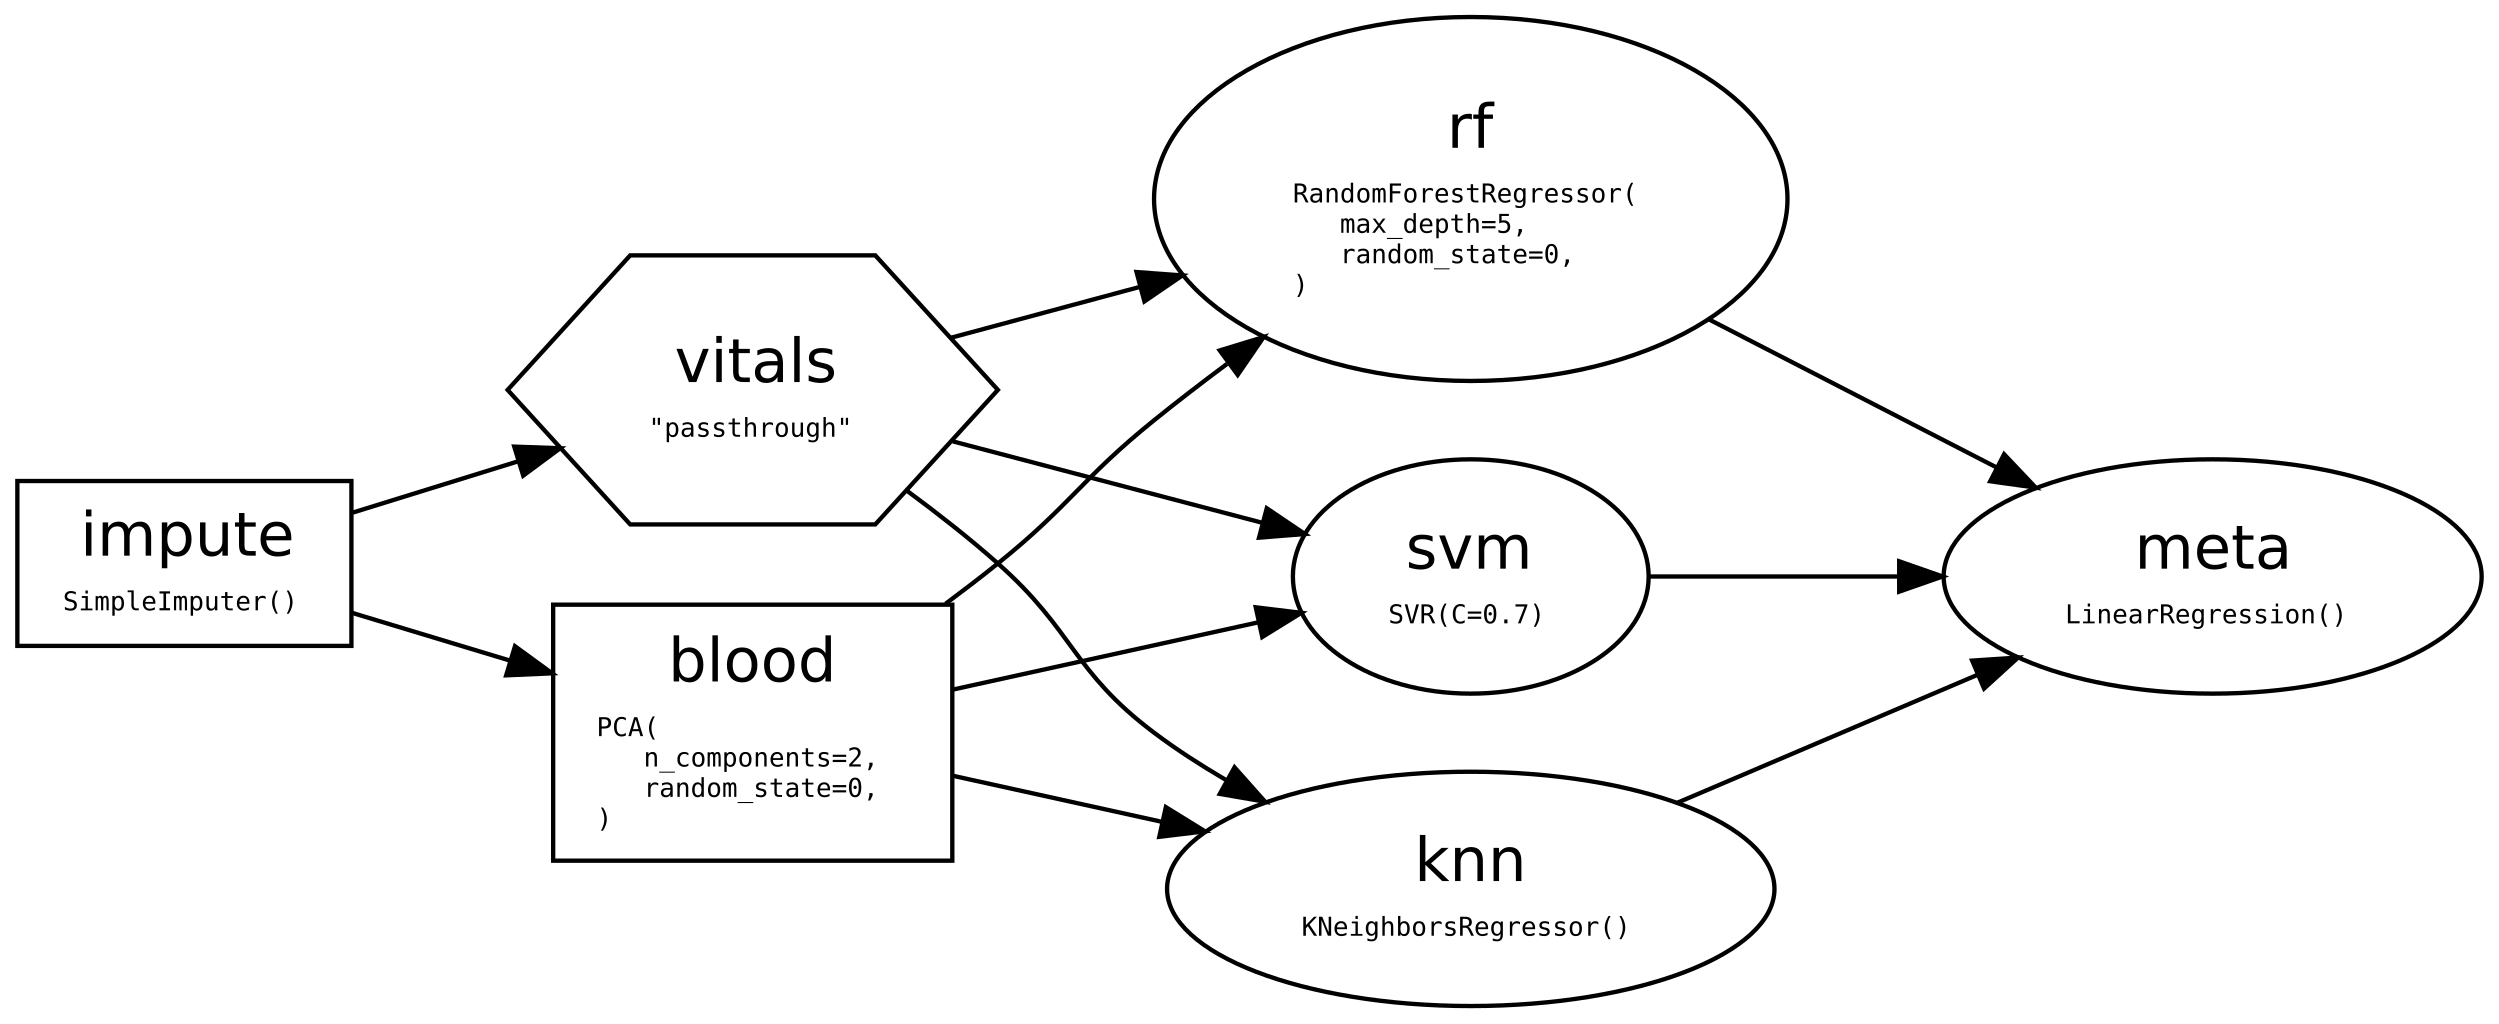 impute
SimpleImputer()
vitals
"passthrough"
blood
PCA(
n_components=2,
random_state=0,
)
rf
RandomForestRegressor(
max_depth=5,
random_state=0,
)
svm
SVR(C=0.7)
knn
KNeighborsRegressor()
meta
LinearRegression()